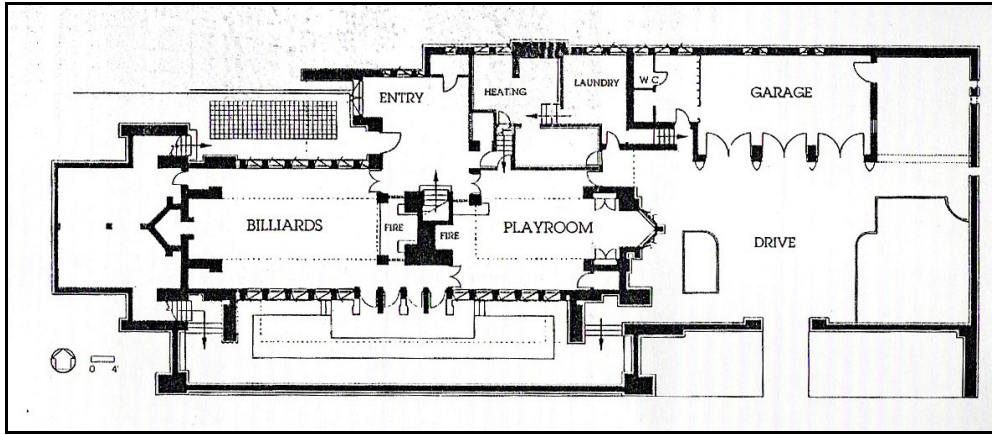 ENTRY
HEATING
LAUNDRY
W.C.
GARAGE
BILLIARDS
FIRE
FIRE
PLAYROOM
DRIVE
0 4'